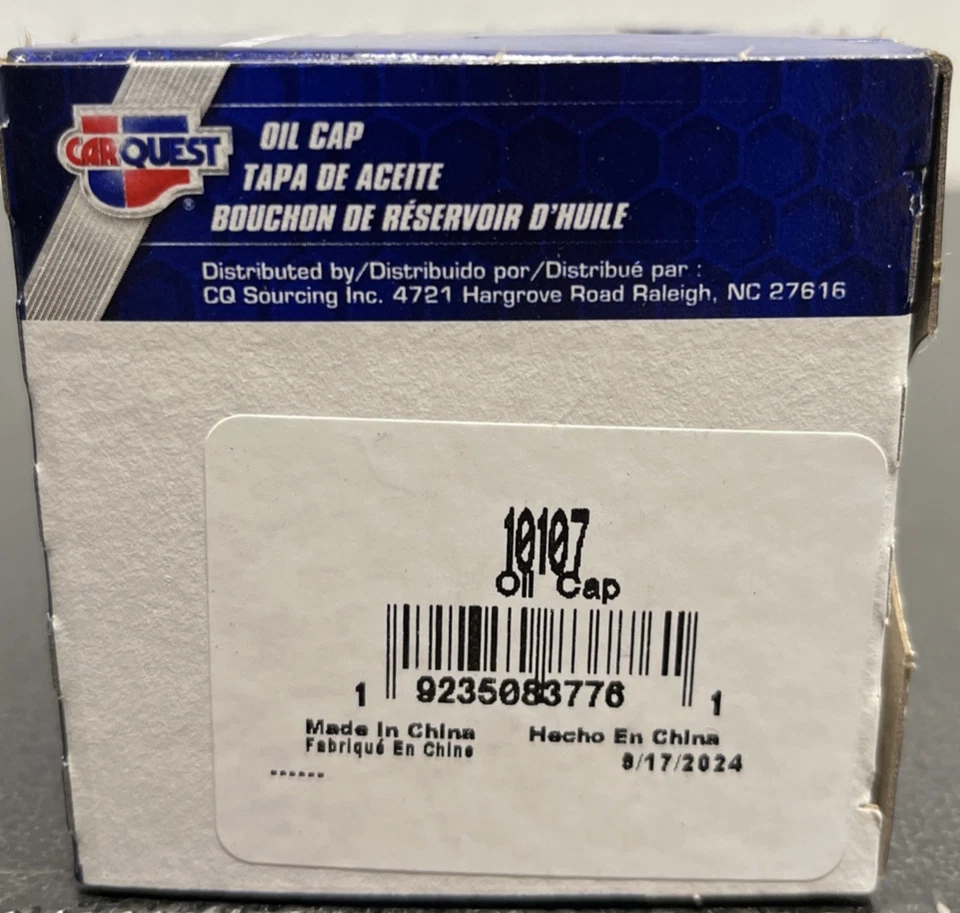 CARQUEST
OIL CAP
TAPA DE ACEITE
BOUCHON DE RÉSERVOIR D'HUILE
Distributed by/Distribuido por/Distribué par :
CQ Sourcing Inc. 4721 Hargrove Road Raleigh, NC 27616
10107
Oil Cap
1 9235083776 1
Made In China Hecho En China
Fabriqué En Chine
8/17/2024